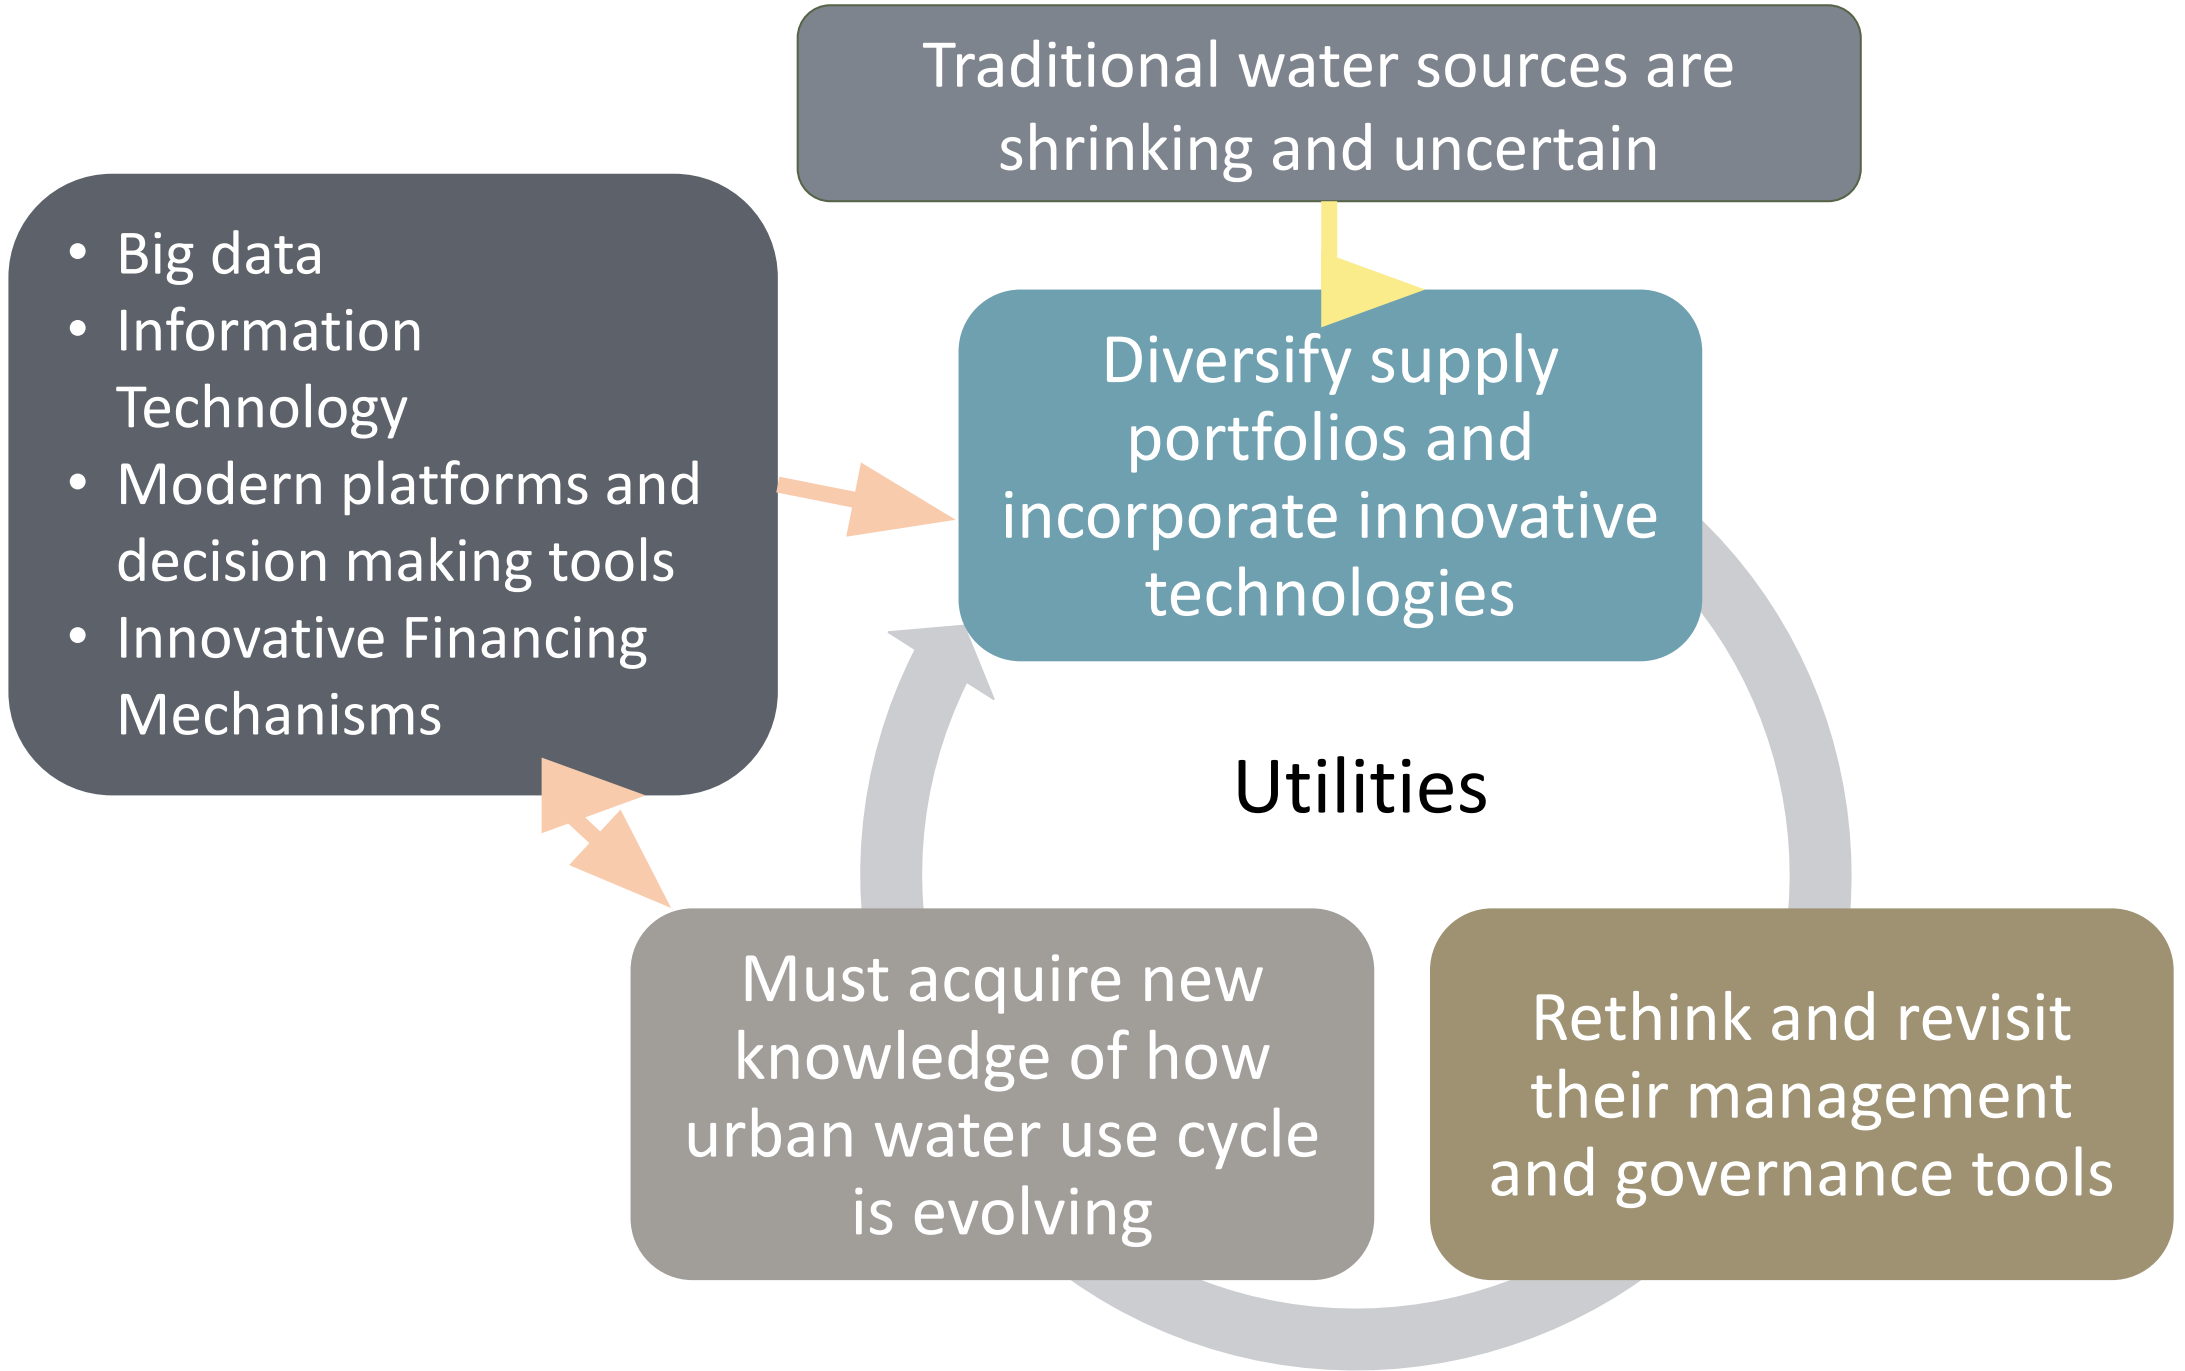 Traditional water sources are
shrinking and uncertain
• Big data
• Information
Technology
• Modern platforms and
decision making tools
• Innovative Financing
Mechanisms
Diversify supply
portfolios and
incorporate innovative
technologies
Utilities
Must acquire new
knowledge of how
urban water use cycle
is evolving
Rethink and revisit
their management
and governance tools